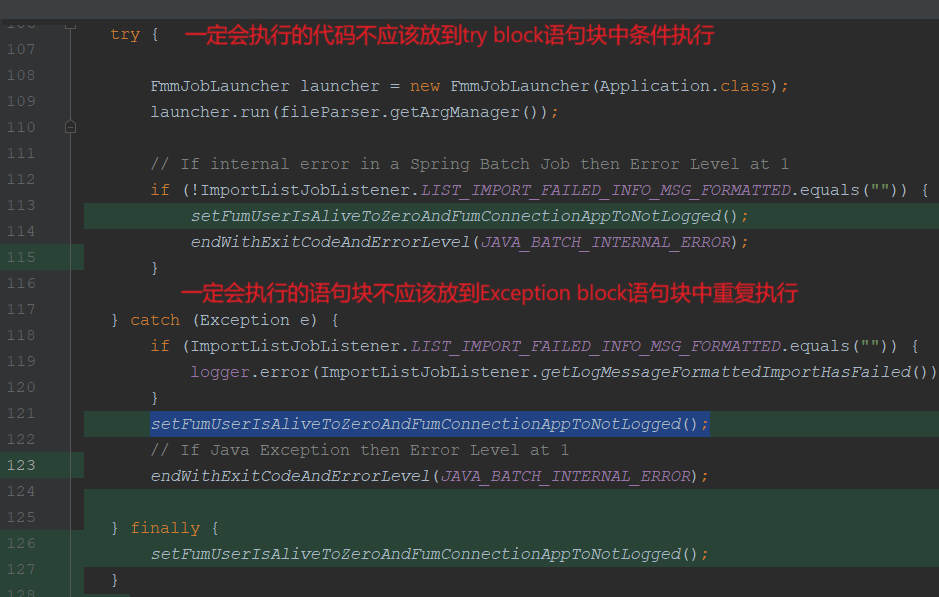 106
try { 一定会执行的代码不应该放到try block语句块中条件执行
107
108
FmmJobLauncher launcher = new FmmJobLauncher(Application.class);
109
launcher.run(fileParser.getArgManager());
110
111
// If internal error in a Spring Batch Job then Error Level at 1
112
if (!ImportListJobListener.LIST_IMPORT_FAILED_INFO_MSG_FORMATTED.equals("")) {
113
setFumUserIsAliveToZeroAndFumConnectionAppToNotLogged();
114
endWithExitCodeAndErrorLevel(JAVA_BATCH_INTERNAL_ERROR);
115
}
116
一定会执行的语句块不应该放到Exception block语句块中重复执行
117
} catch (Exception e) {
118
if (ImportListJobListener.LIST_IMPORT_FAILED_INFO_MSG_FORMATTED.equals("")) {
119
logger.error(ImportListJobListener.getLogMessageFormattedImportHasFailed())
120
}
121
setFumUserIsAliveToZeroAndFumConnectionAppToNotLogged();
122
// If Java Exception then Error Level at 1
123
endWithExitCodeAndErrorLevel(JAVA_BATCH_INTERNAL_ERROR);
124
125
} finally {
126
setFumUserIsAliveToZeroAndFumConnectionAppToNotLogged();
127
}
128